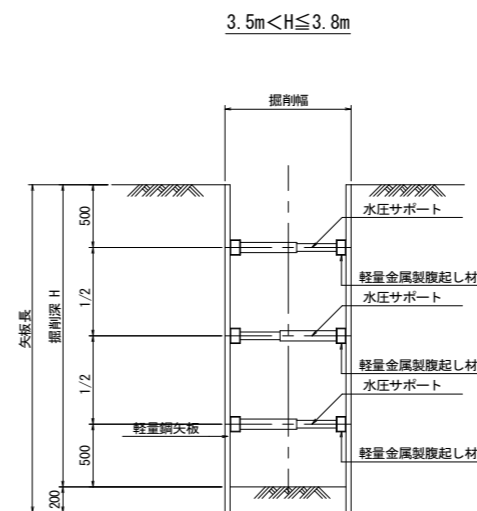 3.5m<H≦3.8m
掘削幅
500
水圧サポート
軽量金属製腹起し材
1/2
水圧サポート
矢板長
掘削深 H
軽量金属製腹起し材
1/2
水圧サポート
軽量鋼矢板
軽量金属製腹起し材
500
200